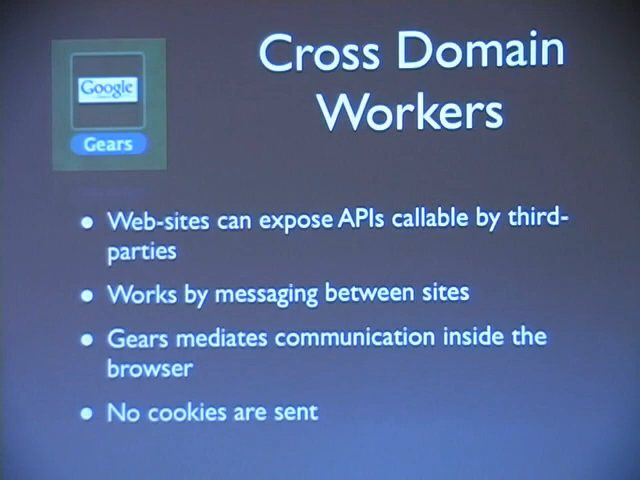 Google
Gears
Cross Domain
Workers
• Web-sites can expose APIs callable by third-
parties
• Works by messaging between sites
• Gears mediates communication inside the
browser
• No cookies are sent